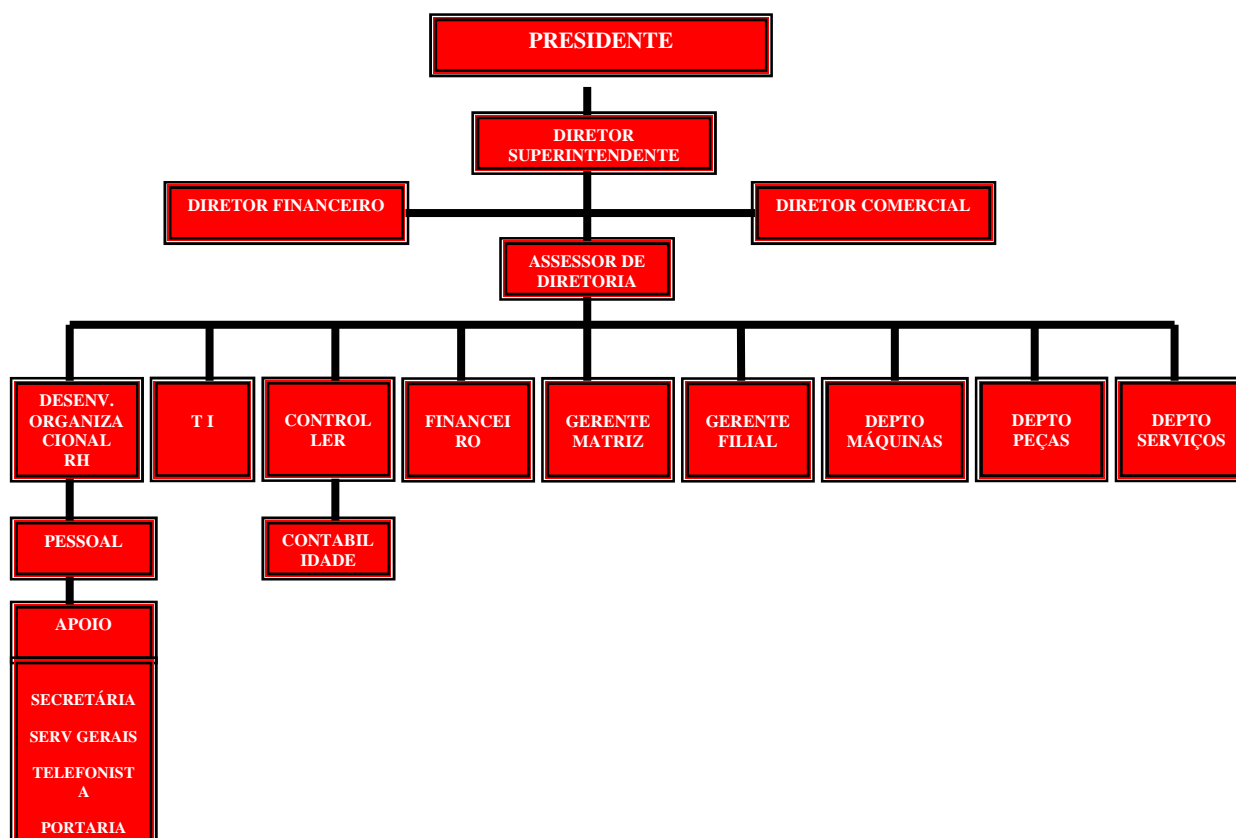 PRESIDENTE
DIRETOR
SUPERINTENDENTE
DIRETOR FINANCEIRO
DIRETOR COMERCIAL
ASSESSOR DE
DIRETORIA
DESENV.
ORGANIZA
CIONAL
RH
T I
CONTROL
LER
FINANCEI
RO
GERENTE
MATRIZ
GERENTE
FILIAL
DEPTO
MÁQUINAS
DEPTO
PEÇAS
DEPTO
SERVIÇOS
PESSOAL
CONTABIL
IDADE
APOIO
SECRETÁRIA
SERV GERAIS
TELEFONIST
A
PORTARIA